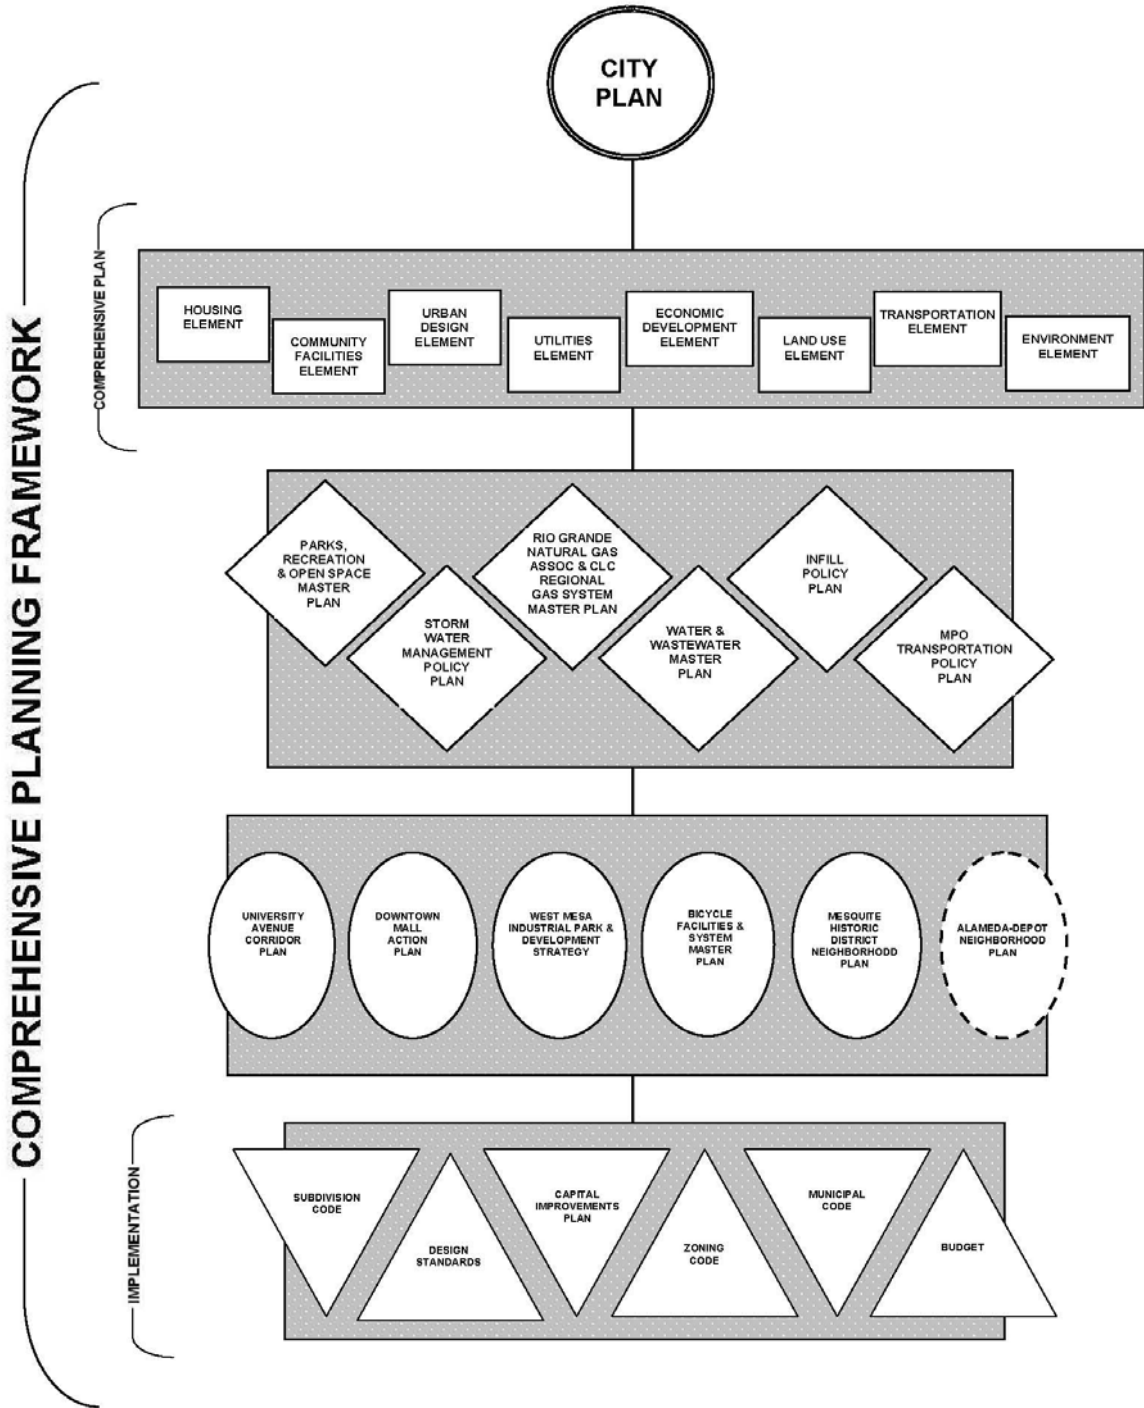 CITY
PLAN
COMPREHENSIVE PLANNING FRAMEWORK
COMPREHENSIVE PLAN
HOUSING
ELEMENT
COMMUNITY
FACILITIES
ELEMENT
URBAN
DESIGN
ELEMENT
UTILITIES
ELEMENT
ECONOMIC
DEVELOPMENT
ELEMENT
LAND USE
ELEMENT
TRANSPORTATION
ELEMENT
ENVIRONMENT
ELEMENT
PARKS,
RECREATION
& OPEN SPACE
MASTER
PLAN
STORM
WATER
MANAGEMENT
POLICY
PLAN
RIO GRANDE
NATURAL GAS
ASSOC & CLC
REGIONAL
GAS SYSTEM
MASTER PLAN
WATER &
WASTEWATER
MASTER
PLAN
INFILL
POLICY
PLAN
MPO
TRANSPORTATION
POLICY
PLAN
UNIVERSITY
AVENUE
CORRIDOR
PLAN
DOWNTOWN
MALL
ACTION
PLAN
WEST MESA
INDUSTRIAL PARK &
DEVELOPMENT
STRATEGY
BICYCLE
FACILITIES &
SYSTEM
MASTER
PLAN
MESQUITE
HISTORIC
DISTRICT
NEIGHBORHODD
PLAN
ALAMEDA-DEPOT
NEIGHBORHOOD
PLAN
IMPLEMENTATION
SUBDIVISION
CODE
DESIGN
STANDARDS
CAPITAL
IMPROVEMENTS
PLAN
ZONING
CODE
MUNICIPAL
CODE
BUDGET